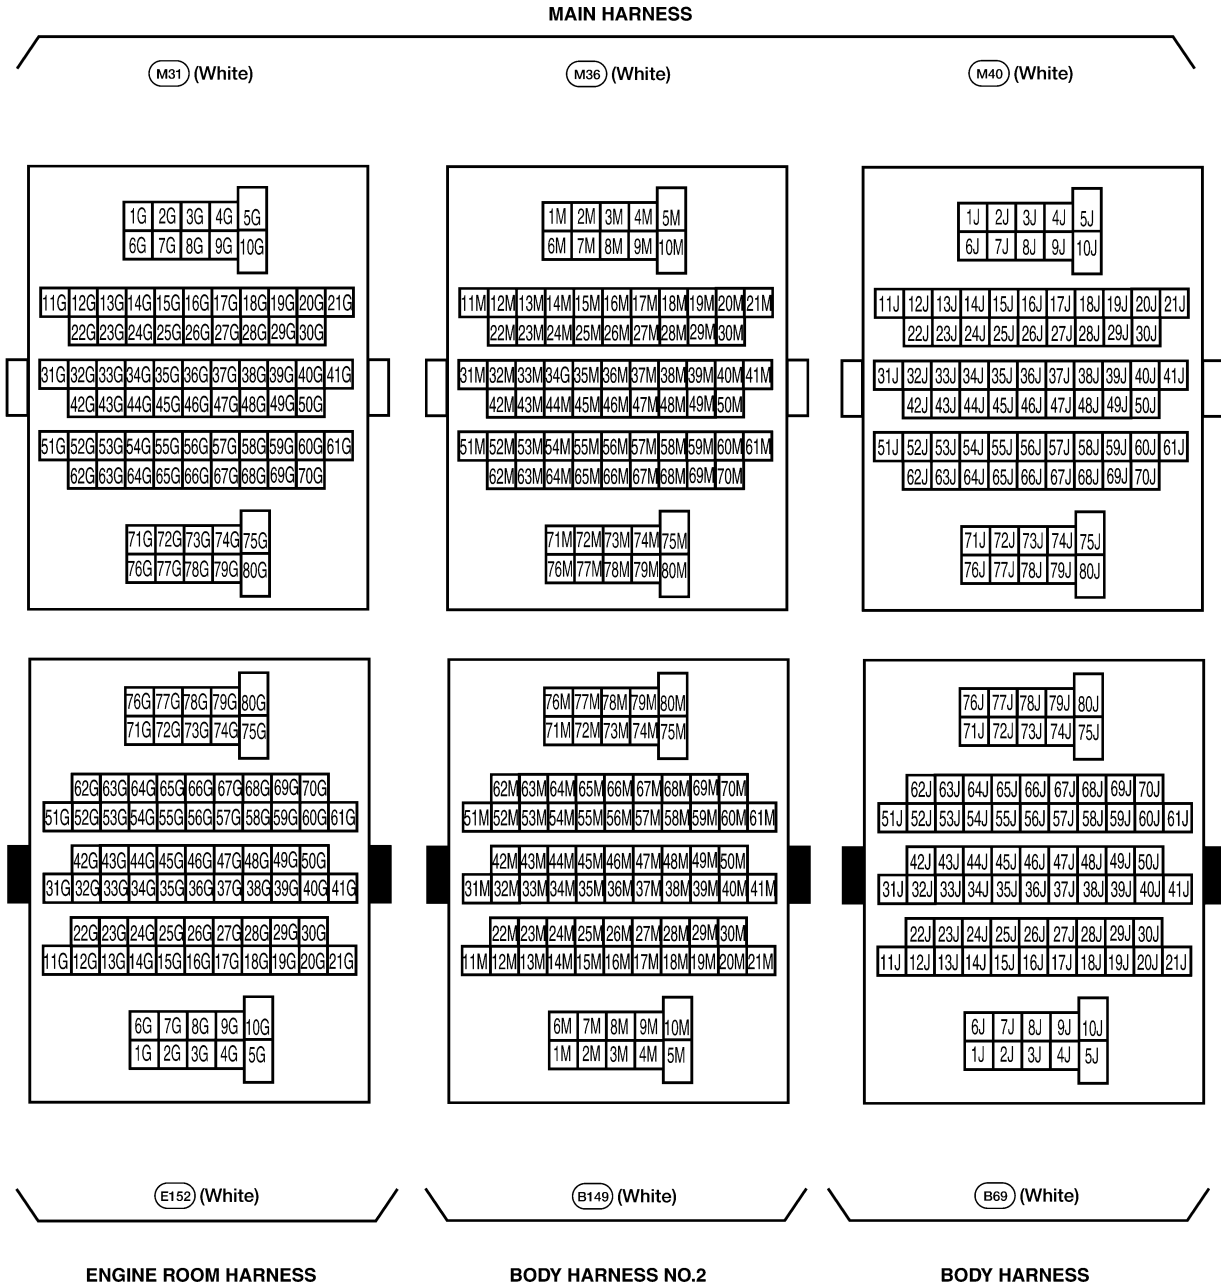 MAIN HARNESS
M31 (White) M36 (White) M40 (White)
1G 2G 3G 4G 5G 1M 2M 3M 4M 5M 1J 2J 3J 4J 5J
6G 7G 8G 9G 10G 6M 7M 8M 9M 10M 6J 7J 8J 9J 10J
11G 12G 13G 14G 15G 16G 17G 18G 19G 20G 21G 11M 12M 13M 14M 15M 16M 17M 18M 19M 20M 21M 11J 12J 13J 14J 15J 16J 17J 18J 19J 20J 21J
22G 23G 24G 25G 26G 27G 28G 29G 30G 22M 23M 24M 25M 26M 27M 28M 29M 30M 22J 23J 24J 25J 26J 27J 28J 29J 30J
31G 32G 33G 34G 35G 36G 37G 38G 39G 40G 41G 31M 32M 33M 34G 35M 36M 37M 38M 39M 40M 41M 31J 32J 33J 34J 35J 36J 37J 38J 39J 40J 41J
42G 43G 44G 45G 46G 47G 48G 49G 50G 42M 43M 44M 45M 46M 47M 48M 49M 50M 42J 43J 44J 45J 46J 47J 48J 49J 50J
51G 52G 53G 54G 55G 56G 57G 58G 59G 60G 61G 51M 52M 53M 54M 55M 56M 57M 58M 59M 60M 61M 51J 52J 53J 54J 55J 56J 57J 58J 59J 60J 61J
62G 63G 64G 65G 66G 67G 68G 69G 70G 62M 63M 64M 65M 66M 67M 68M 69M 70M 62J 63J 64J 65J 66J 67J 68J 69J 70J
71G 72G 73G 74G 75G 71M 72M 73M 74M 75M 71J 72J 73J 74J 75J
76G 77G 78G 79G 80G 76M 77M 78M 79M 80M 76J 77J 78J 79J 80J
76G 77G 78G 79G 80G 76M 77M 78M 79M 80M 76J 77J 78J 79J 80J
71G 72G 73G 74G 75G 71M 72M 73M 74M 75M 71J 72J 73J 74J 75J
62G 63G 64G 65G 66G 67G 68G 69G 70G 62M 63M 64M 65M 66M 67M 68M 69M 70M 62J 63J 64J 65J 66J 67J 68J 69J 70J
51G 52G 53G 54G 55G 56G 57G 58G 59G 60G 61G 51M 52M 53M 54M 55M 56M 57M 58M 59M 60M 61M 51J 52J 53J 54J 55J 56J 57J 58J 59J 60J 61J
42G 43G 44G 45G 46G 47G 48G 49G 50G 42M 43M 44M 45M 46M 47M 48M 49M 50M 42J 43J 44J 45J 46J 47J 48J 49J 50J
31G 32G 33G 34G 35G 36G 37G 38G 39G 40G 41G 31M 32M 33M 34M 35M 36M 37M 38M 39M 40M 41M 31J 32J 33J 34J 35J 36J 37J 38J 39J 40J 41J
22G 23G 24G 25G 26G 27G 28G 29G 30G 22M 23M 24M 25M 26M 27M 28M 29M 30M 22J 23J 24J 25J 26J 27J 28J 29J 30J
11G 12G 13G 14G 15G 16G 17G 18G 19G 20G 21G 11M 12M 13M 14M 15M 16M 17M 18M 19M 20M 21M 11J 12J 13J 14J 15J 16J 17J 18J 19J 20J 21J
6G 7G 8G 9G 10G 6M 7M 8M 9M 10M 6J 7J 8J 9J 10J
1G 2G 3G 4G 5G 1M 2M 3M 4M 5M 1J 2J 3J 4J 5J
E152 (White) B149 (White) B69 (White)
ENGINE ROOM HARNESS BODY HARNESS NO.2 BODY HARNESS